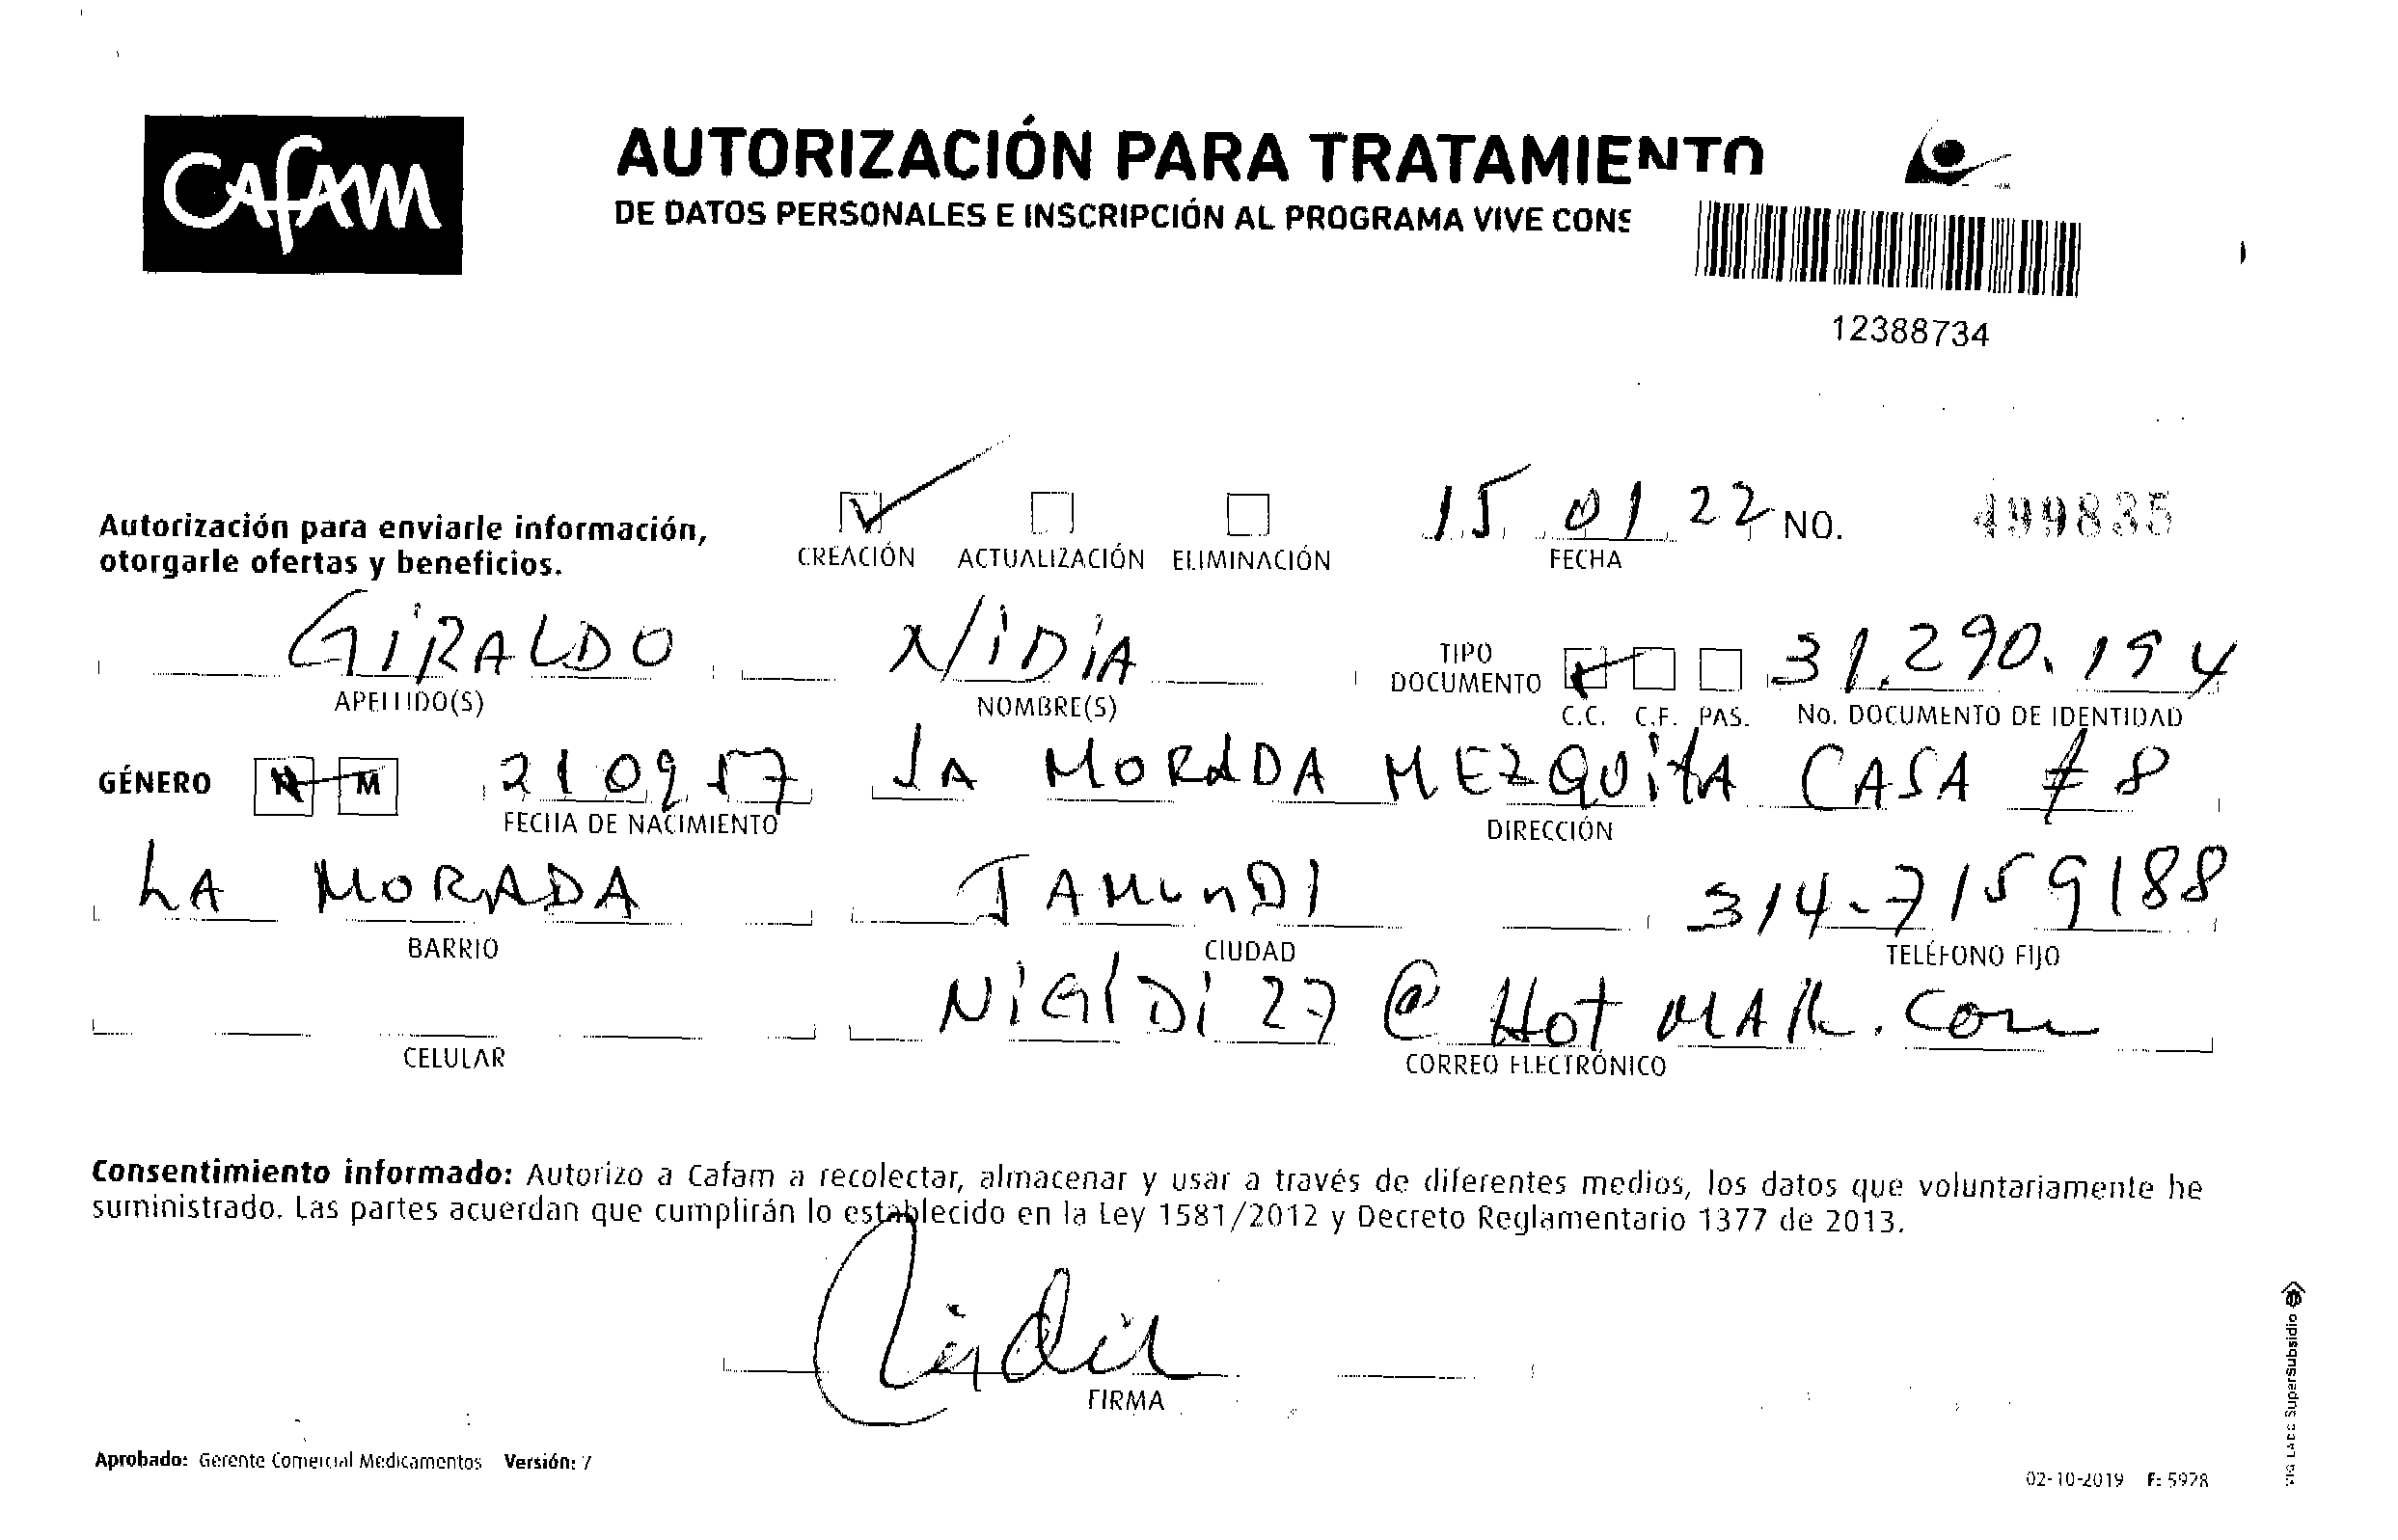 Cafam
AUTORIZACIÓN PARA TRATAMIENTO
DE DATOS PERSONALES E INSCRIPCIÓN AL PROGRAMA VIVE CONS
12388734
Autorización para enviarle información,
otorgarle ofertas y beneficios.
CREACIÓN ACTUALIZACIÓN ELIMINACIÓN
15 01 22 NO. 499835
FECHA
GIRALDO NIDIA TIPO DOCUMENTO 31.290.194
APELLIDO(S) NOMBRE(S) C.C. C.F. PAS. No. DOCUMENTO DE IDENTIDAD
GÉNERO M 21 09 57 LA MORADA MEZQUITA CASA # 8
FECHA DE NACIMIENTO DIRECCIÓN
LA MORADA JAMUNDI 314-7159188
BARRIO CIUDAD TELÉFONO FIJO
NIGIDI 27 @ HOTMAIL.COM
CELULAR CORREO ELECTRÓNICO
Consentimiento informado: Autorizo a Cafam a recolectar, almacenar y usar a través de diferentes medios, los datos que voluntariamente he
suministrado. Las partes acuerdan que cumplirán lo establecido en la Ley 1581/2012 y Decreto Reglamentario 1377 de 2013.
Nidia
FIRMA
Aprobado: Gerente Comercial Medicamentos Versión: 7
02-10-2019 F: 5928
VIGILADO SuperSubsidio